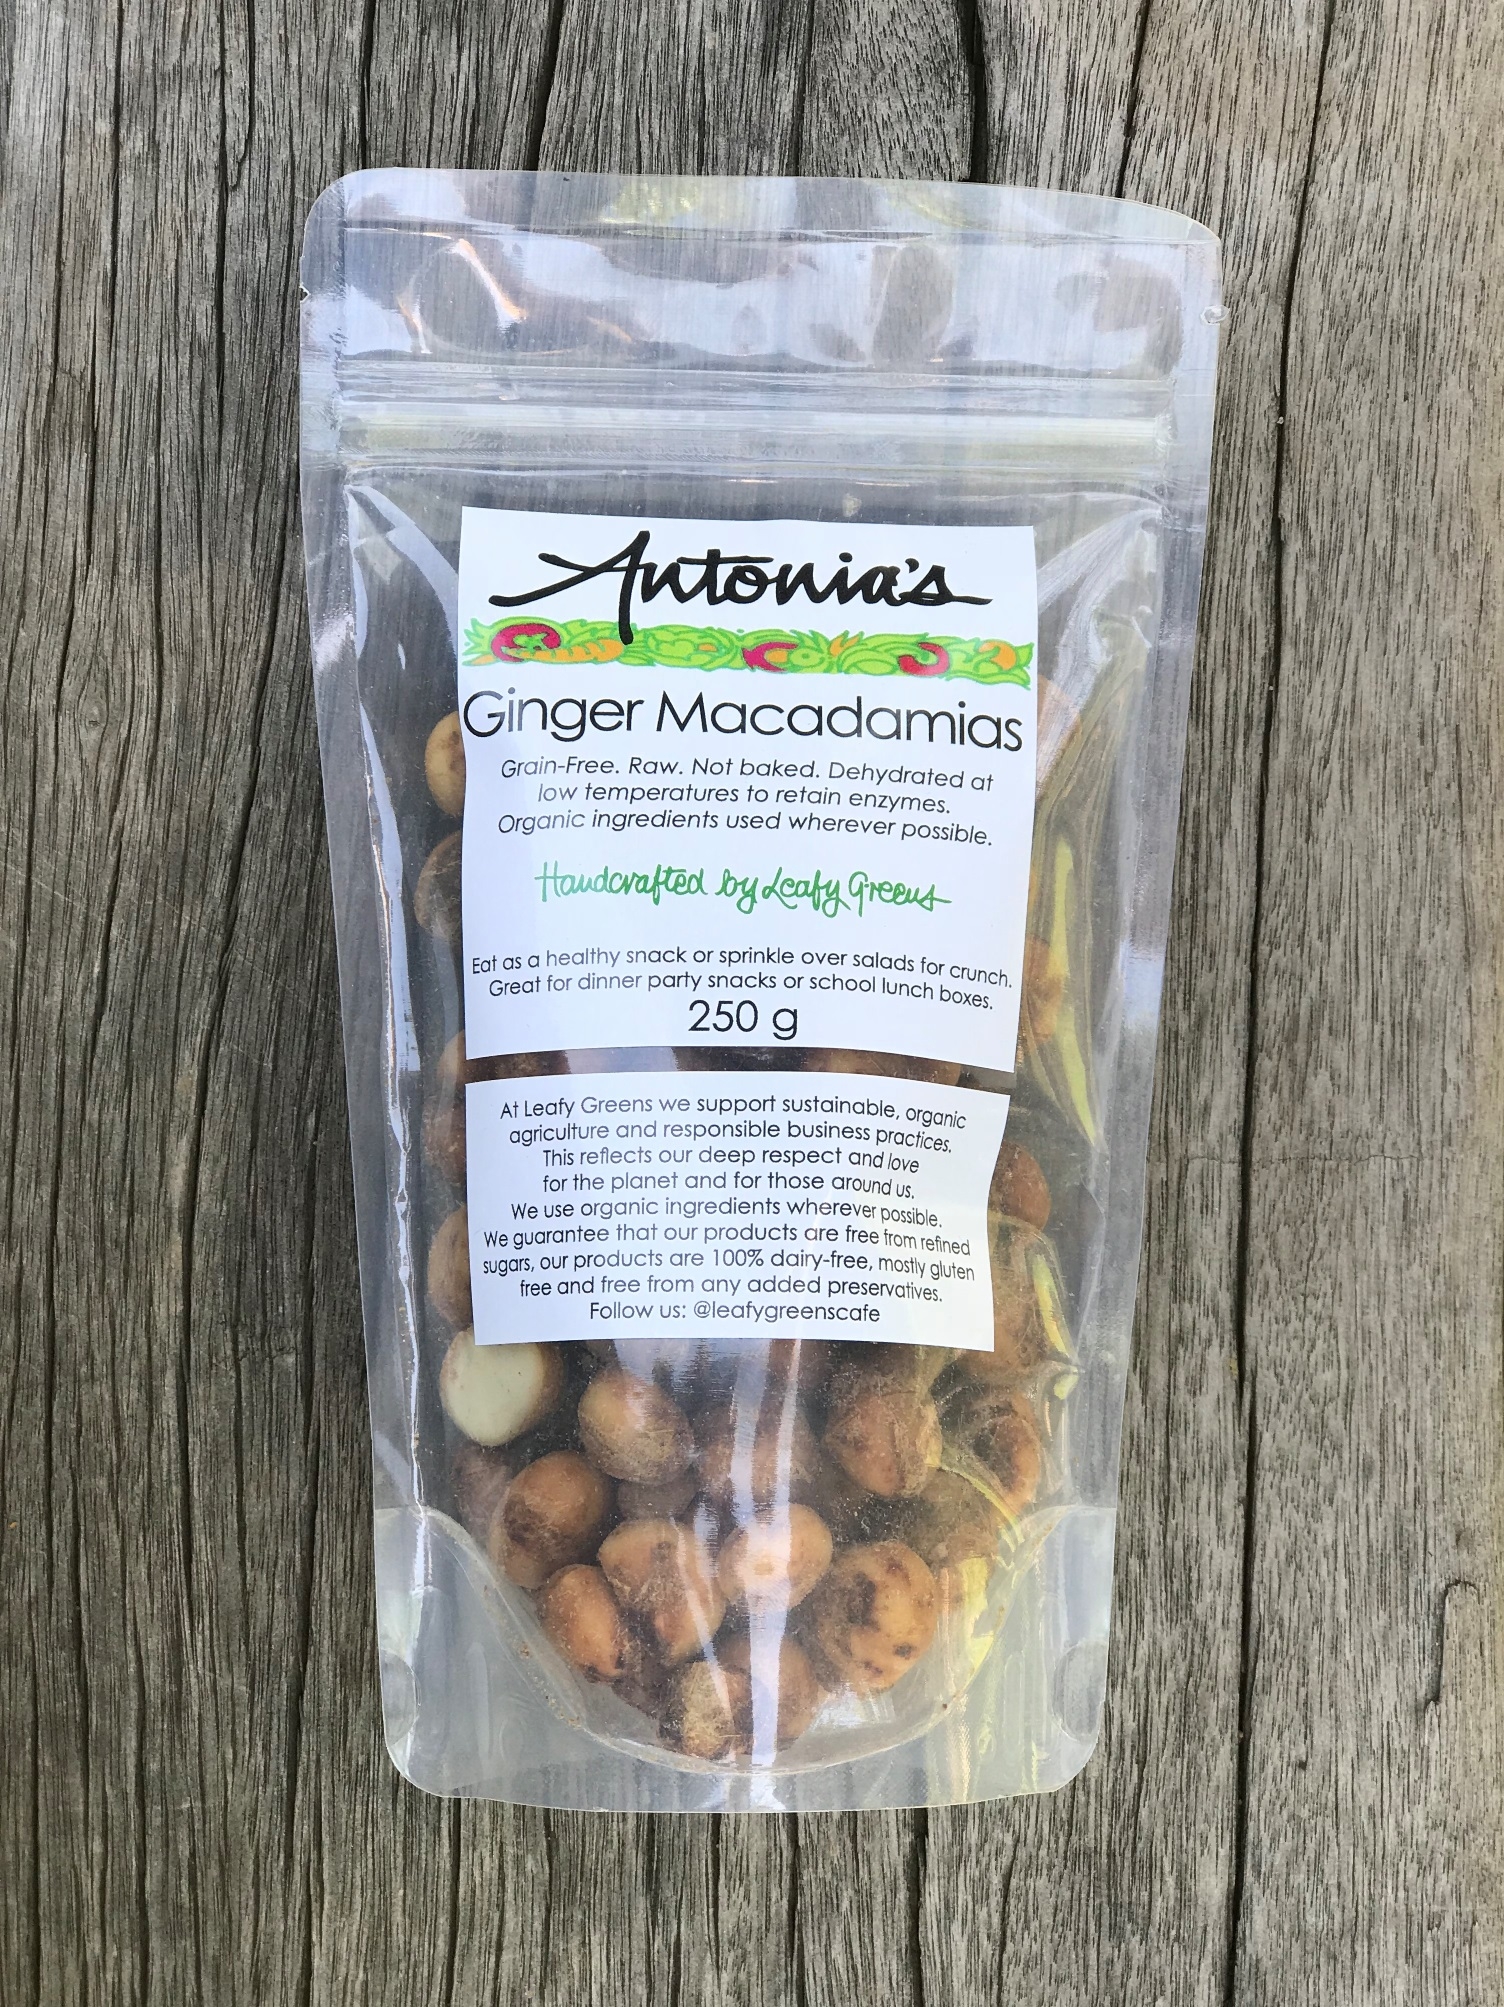 Antonia's
Ginger Macadamias
Grain-Free. Raw. Not baked. Dehydrated at
low temperatures to retain enzymes.
Organic ingredients used wherever possible.
Handcrafted by Leafy Greens
Eat as a healthy snack or sprinkle over salads for crunch.
Great for dinner party snacks or school lunch boxes.
250 g
At Leafy Greens we support sustainable, organic
agriculture and responsible business practices.
This reflects our deep respect and love
for the planet and for those around us.
We use organic ingredients wherever possible.
We guarantee that our products are free from refined
sugars, our products are 100% dairy-free, mostly gluten
free and free from any added preservatives.
Follow us: @leafygreenscafe